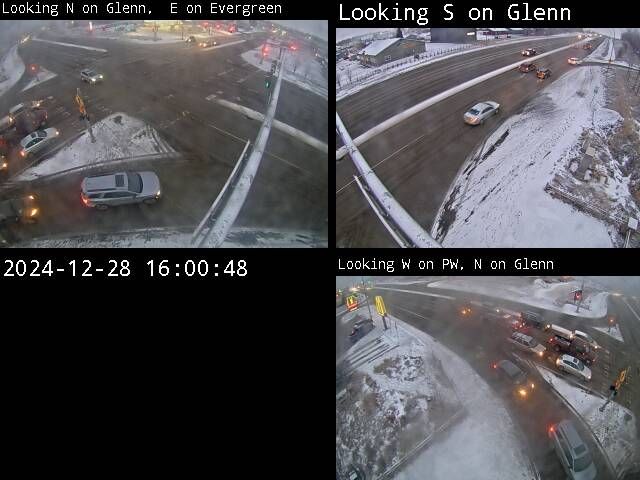 Looking N on Glenn,  E on Evergreen
Looking S on Glenn
2024-12-28 16:00:48
Looking W on PW, N on Glenn